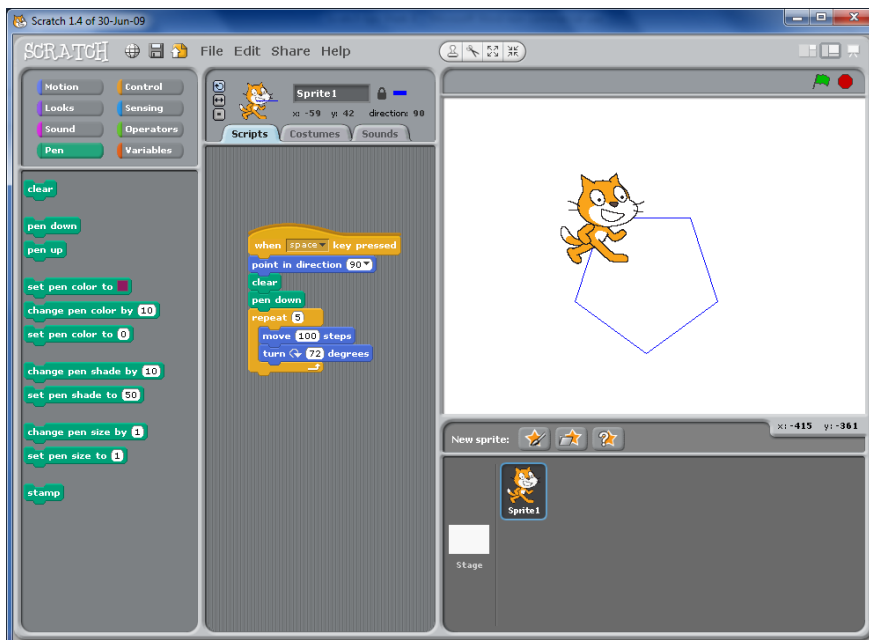 Scratch 1.4 of 30-Jun-09
SCRATCH File Edit Share Help
Motion Control
Looks Sensing
Sound Operators
Pen Variables
clear
pen down
pen up
set pen color to
change pen color by 10
set pen color to 0
change pen shade by 10
set pen shade to 50
change pen size by 1
set pen size to 1
stamp
Sprite1
x: -59 y: 42 direction: 90
Scripts Costumes Sounds
when space key pressed
point in direction 90
clear
pen down
repeat 5
move 100 steps
turn 72 degrees
x: -415 y: -361
New sprite:
Sprite1
Stage